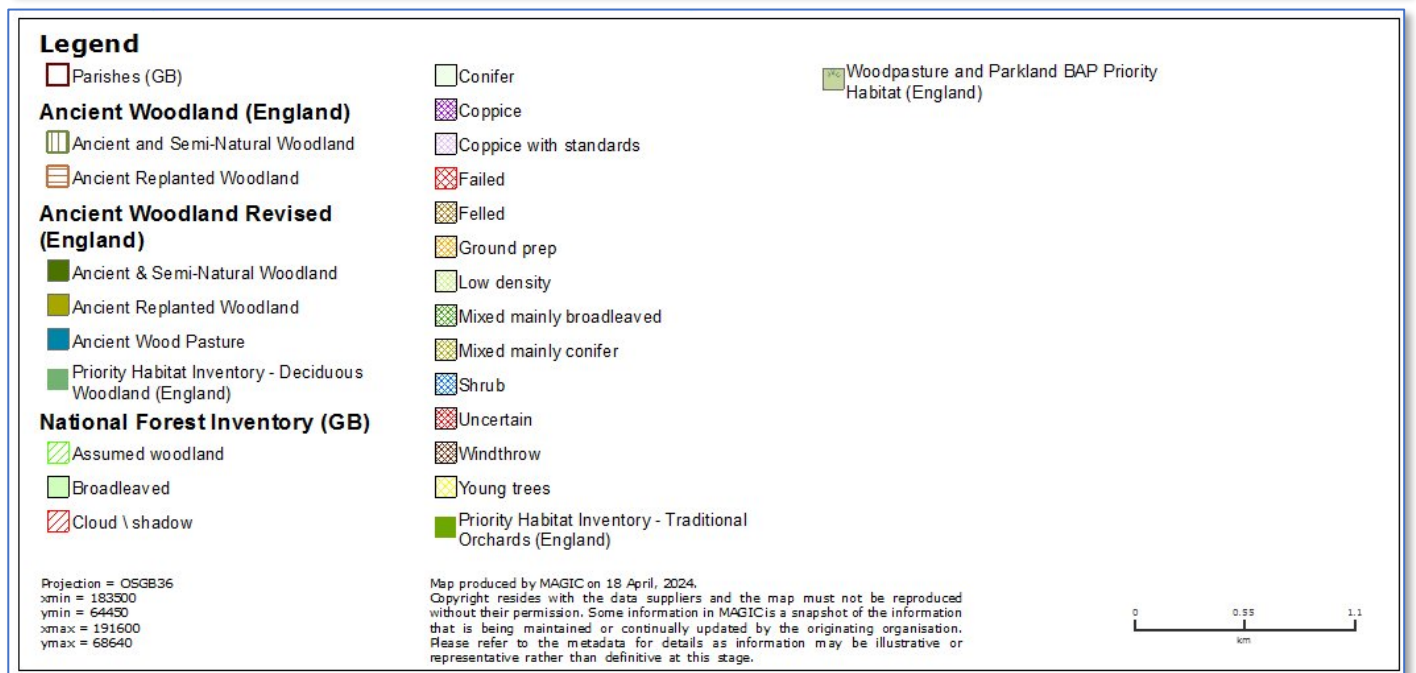 Legend
Parishes (GB)
Ancient Woodland (England)
Ancient and Semi-Natural Woodland
Ancient Replanted Woodland
Ancient Woodland Revised
(England)
Ancient & Semi-Natural Woodland
Ancient Replanted Woodland
Ancient Wood Pasture
Priority Habitat Inventory - Deciduous
Woodland (England)
National Forest Inventory (GB)
Assumed woodland
Broadleaved
Cloud \ shadow
Conifer
Coppice
Coppice with standards
Failed
Felled
Ground prep
Low density
Mixed mainly broadleaved
Mixed mainly conifer
Shrub
Uncertain
Windthrow
Young trees
Priority Habitat Inventory - Traditional
Orchards (England)
Woodpasture and Parkland BAP Priority
Habitat (England)
Projection = OSGB36
xmin = 183500
ymin = 64450
xmax = 191600
ymax = 68640
Map produced by MAGIC on 18 April, 2024.
Copyright resides with the data suppliers and the map must not be reproduced
without their permission. Some information in MAGIC is a snapshot of the information
that is being maintained or continually updated by the originating organisation.
Please refer to the metadata for details as information may be illustrative or
representative rather than definitive at this stage.
0 0.55 1.1
km